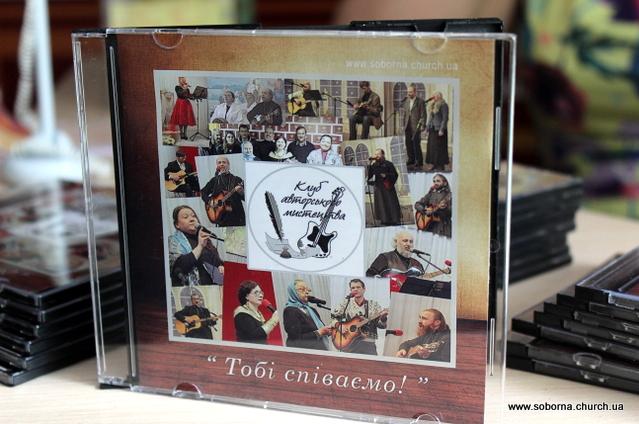 www.soborna.church.ua
Клуб
авторського
мистецтва
“ Тобі співаємо! ”
www.soborna.church.ua